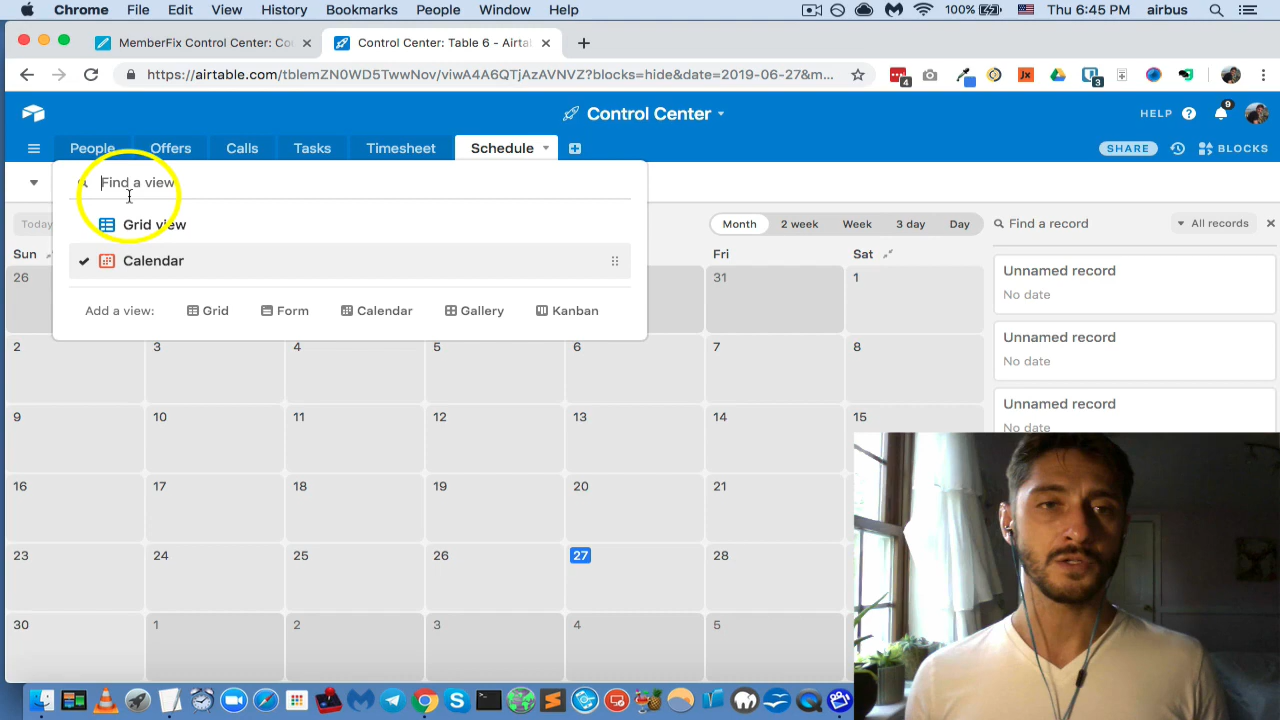 Chrome File Edit View History Bookmarks People Window Help 100% Thu 6:45 PM airbus
MemberFix Control Center: Co
Control Center: Table 6 - Airta
https://airtable.com/tblemZN0WD5TwwNov/viwA4A6QTjAzAVNVZ?blocks=hide&date=2019-06-27&m...
4
3
Control Center
HELP
9
People Offers Calls Tasks Timesheet Schedule
SHARE BLOCKS
Find a view
Grid view
Calendar
Add a view: Grid Form Calendar Gallery Kanban
Today
Month 2 week Week 3 day Day
Find a record
All records
Sun Fri Sat
26 31 1
2 3 4 5 6 7 8
9 10 11 12 13 14 15
16 17 18 19 20 21
23 24 25 26 27 28
30 1 2 3 4 5
Unnamed record
No date
Unnamed record
No date
Unnamed record
No date